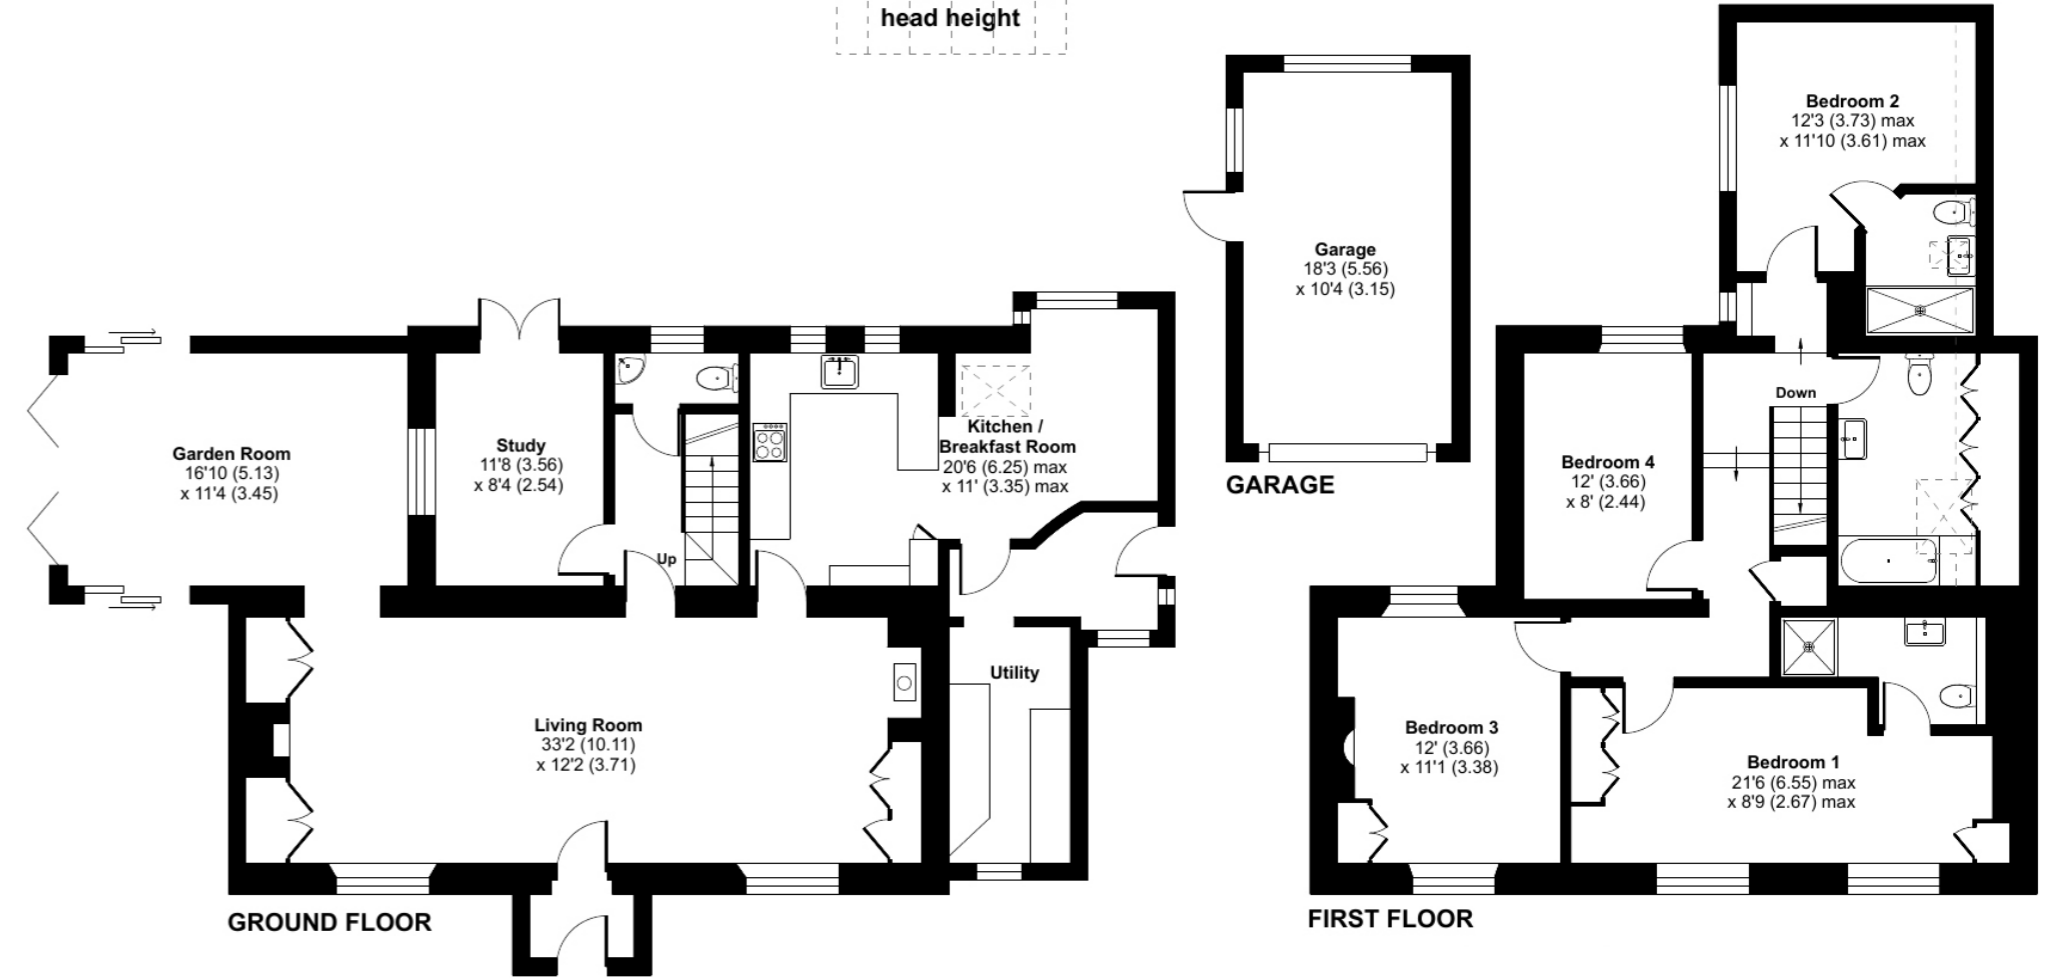 head height
Bedroom 2
12'3 (3.73) max
x 11'10 (3.61) max
Garage
18'3 (5.56)
x 10'4 (3.15)
GARAGE
Garden Room
16'10 (5.13)
x 11'4 (3.45)
Study
11'8 (3.56)
x 8'4 (2.54)
Up
Kitchen /
Breakfast Room
20'6 (6.25) max
x 11' (3.35) max
Down
Bedroom 4
12' (3.66)
x 8' (2.44)
Utility
Living Room
33'2 (10.11)
x 12'2 (3.71)
Bedroom 3
12' (3.66)
x 11'1 (3.38)
Bedroom 1
21'6 (6.55) max
x 8'9 (2.67) max
GROUND FLOOR
FIRST FLOOR